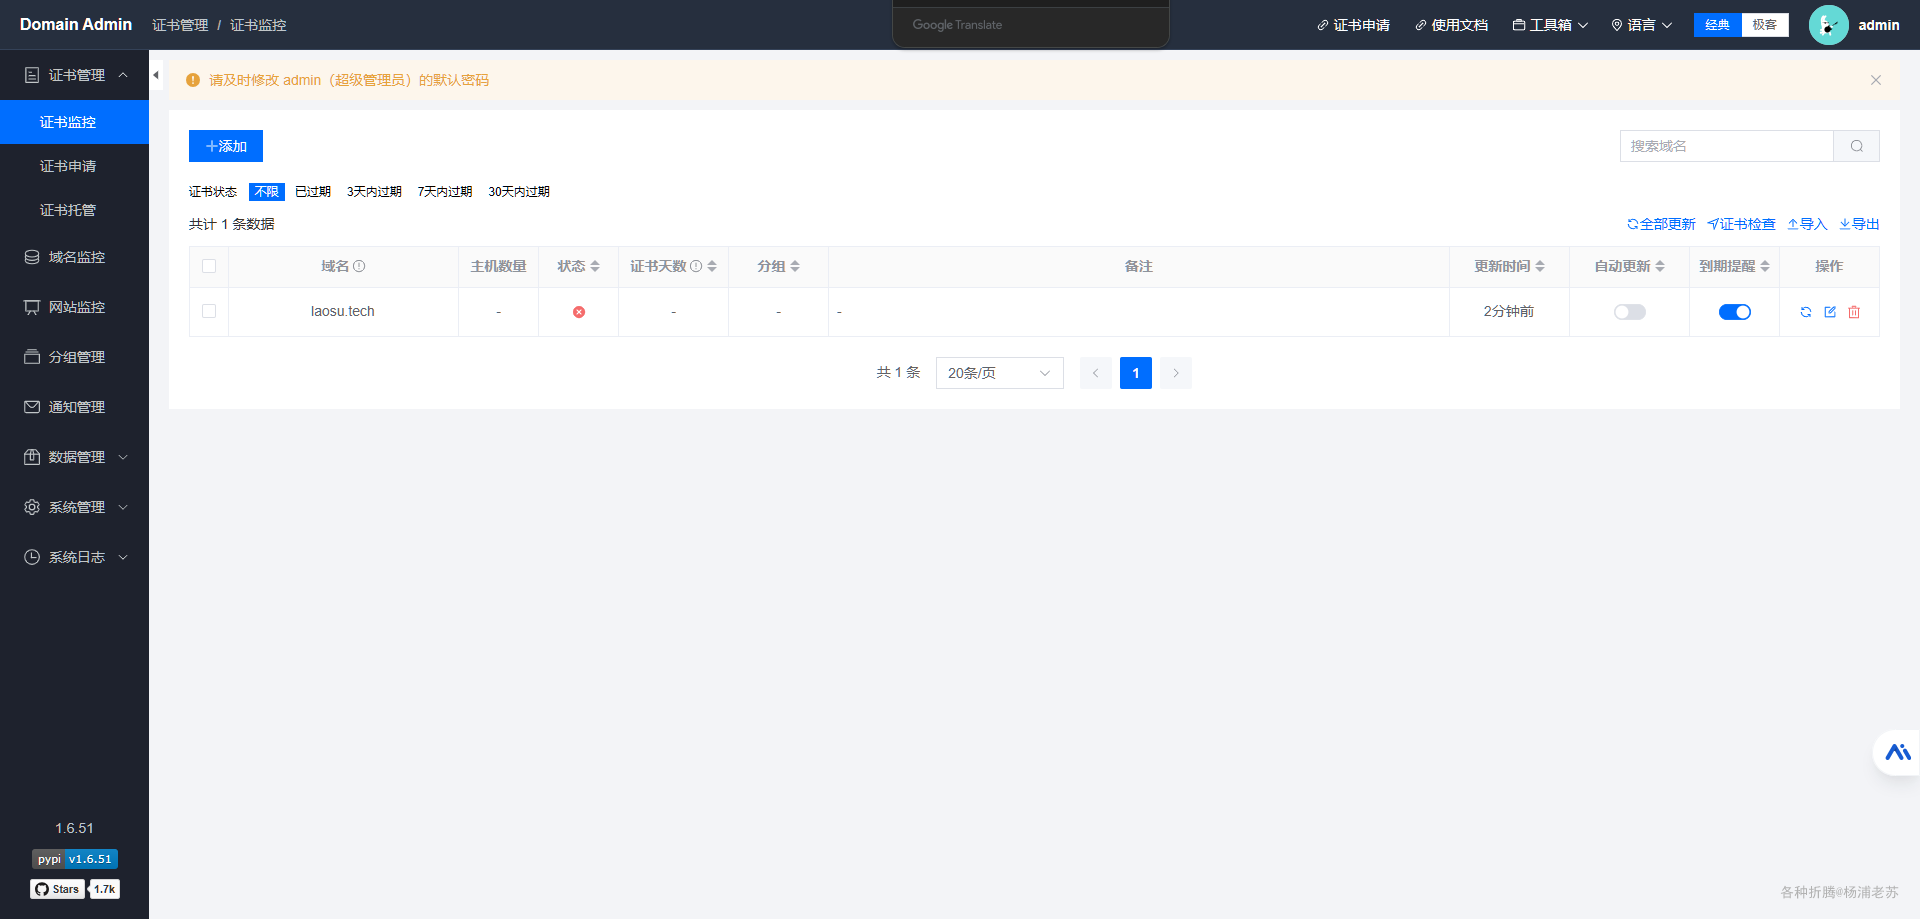 Domain Admin 证书管理 / 证书监控 Google Translate 证书申请 使用文档 工具箱 语言 经典 极客 admin
证书管理
证书监控
证书申请
证书托管
域名监控
网站监控
分组管理
通知管理
数据管理
系统管理
系统日志
1.6.51
pypi v1.6.51
Stars 1.7k
请及时修改 admin（超级管理员）的默认密码
添加 搜索域名
证书状态 不限 已过期 3天内过期 7天内过期 30天内过期
共计 1 条数据 全部更新 证书检查 导入 导出
域名 主机数量 状态 证书天数 分组 备注 更新时间 自动更新 到期提醒 操作
laosu.tech - - - - 2分钟前
共 1 条 20条/页 1
各种折腾@杨浦老苏